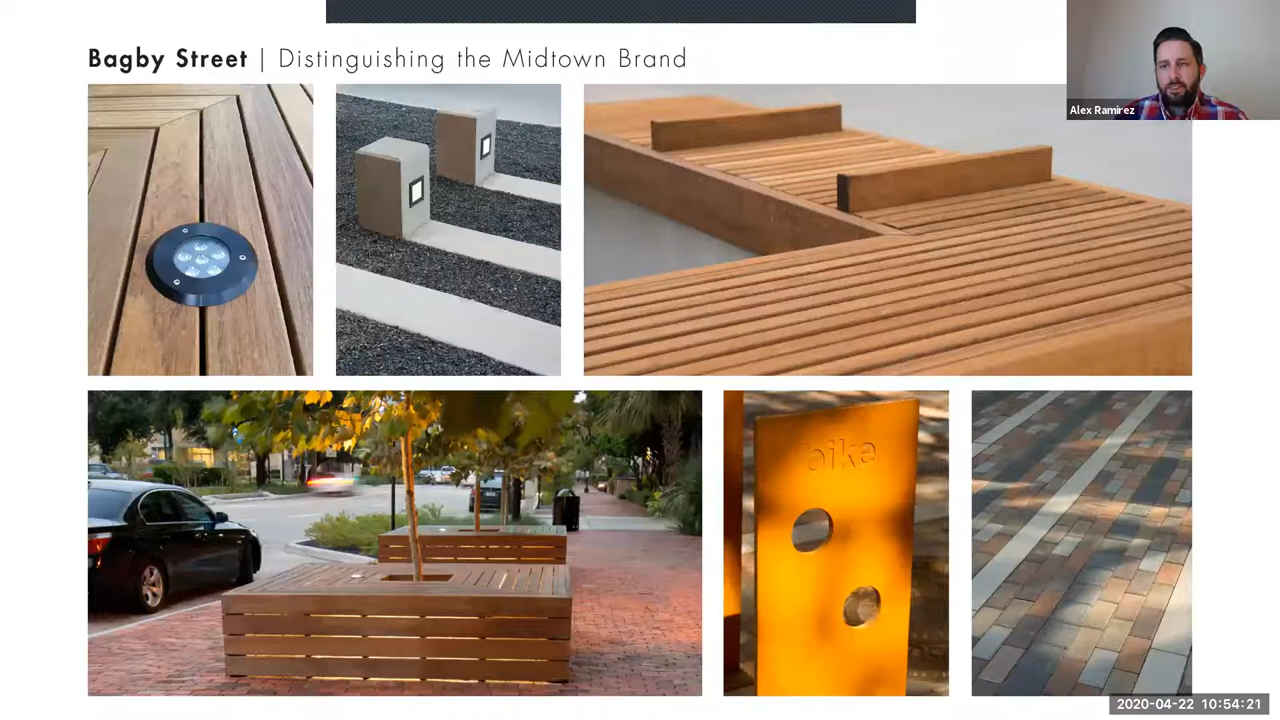 Bagby Street | Distinguishing the Midtown Brand
Alex Ramirez
bike
2020-04-22 10:54:21